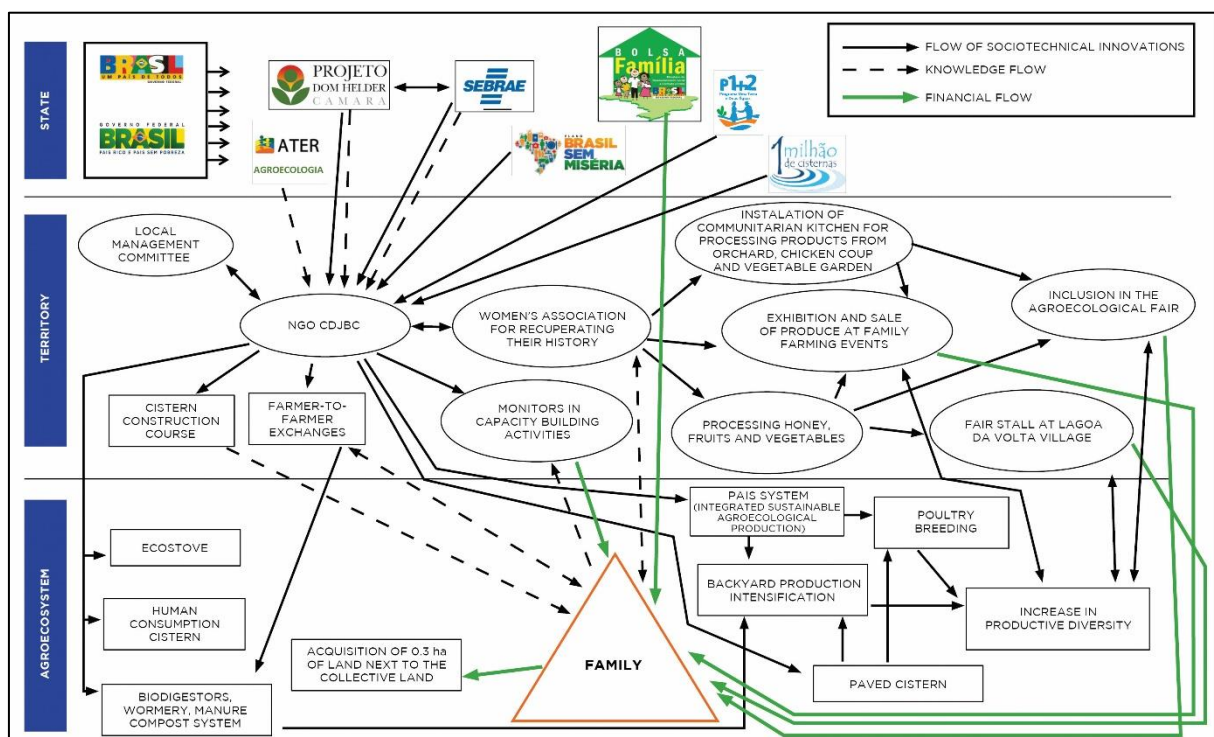 STATE
BRASIL
UM PAÍS DE TODOS
GOVERNO FEDERAL
GOVERNO FEDERAL
BRASIL
PAÍS RICO É PAÍS SEM POBREZA
PROJETO
DOM HELDER
CAMARA
SEBRAE
ATER
AGROECOLOGIA
PLANO
BRASIL
SEM
MISÉRIA
BOLSA
Família
BRASIL
P1+2
1 milhão
de cisternas
FLOW OF SOCIOTECHNICAL INNOVATIONS
KNOWLEDGE FLOW
FINANCIAL FLOW
TERRITORY
LOCAL
MANAGEMENT
COMMITTEE
NGO CDJBC
WOMEN'S ASSOCIATION
FOR RECUPERATING
THEIR HISTORY
INSTALATION OF
COMMUNITARIAN KITCHEN FOR
PROCESSING PRODUCTS FROM
ORCHARD, CHICKEN COUP
AND VEGETABLE GARDEN
EXHIBITION AND SALE
OF PRODUCE AT FAMILY
FARMING EVENTS
INCLUSION IN THE
AGROECOLOGICAL FAIR
CISTERN
CONSTRUCTION
COURSE
FARMER-TO-
FARMER
EXCHANGES
MONITORS IN
CAPACITY BUILDING
ACTIVITIES
PROCESSING HONEY,
FRUITS AND VEGETABLES
FAIR STALL AT LAGOA
DA VOLTA VILLAGE
AGROECOSYSTEM
ECOSTOVE
HUMAN
CONSUMPTION
CISTERN
BIODIGESTORS,
WORMERY, MANURE
COMPOST SYSTEM
ACQUISITION OF 0.3 ha
OF LAND NEXT TO THE
COLLECTIVE LAND
FAMILY
PAIS SYSTEM
(INTEGRATED SUSTAINABLE
AGROECOLOGICAL
PRODUCTION)
POULTRY
BREEDING
BACKYARD PRODUCTION
INTENSIFICATION
INCREASE IN
PRODUCTIVE DIVERSITY
PAVED CISTERN